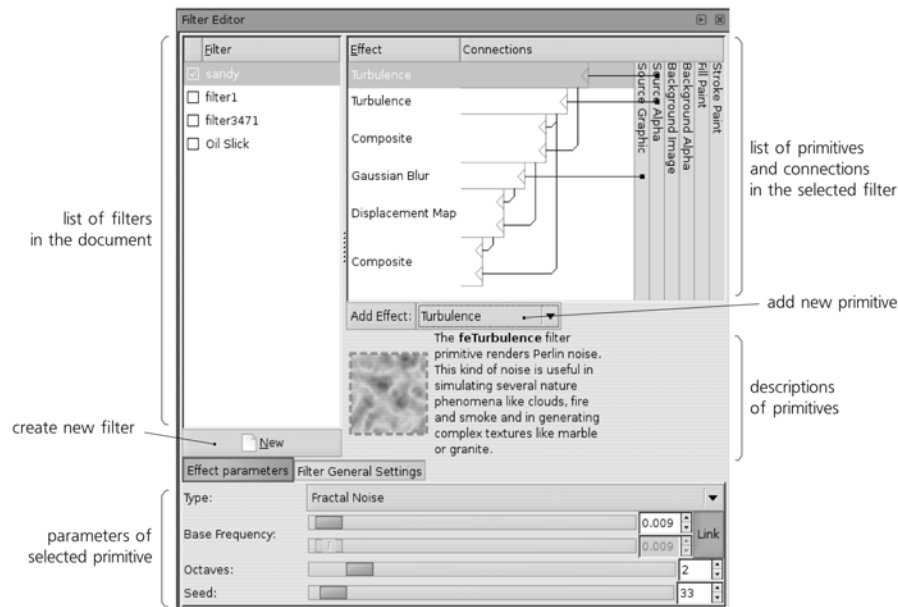 Filter Editor
Filter
sandy
filter1
filter3471
Oil Slick
New
Effect
Connections
Turbulence
Turbulence
Composite
Gaussian Blur
Displacement Map
Composite
Source Graphic
Source Alpha
Background Image
Background Alpha
Fill Paint
Stroke Paint
Add Effect:
Turbulence
The feTurbulence filter
primitive renders Perlin noise.
This kind of noise is useful in
simulating several nature
phenomena like clouds, fire
and smoke and in generating
complex textures like marble
or granite.
Effect parameters
Filter General Settings
Type:
Fractal Noise
Base Frequency:
0.009
0.009
Link
Octaves:
2
Seed:
33
list of filters
in the document
create new filter
parameters of
selected primitive
list of primitives
and connections
in the selected filter
add new primitive
descriptions
of primitives